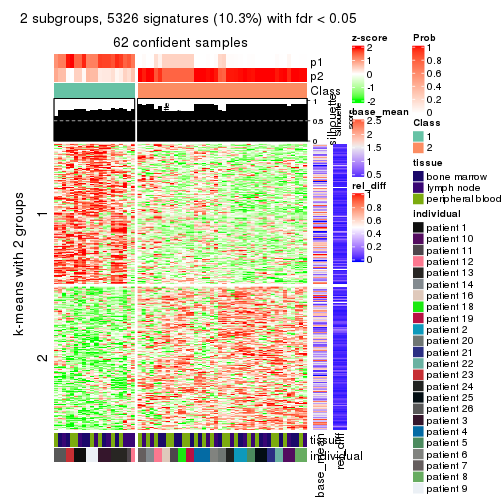 2 subgroups, 5326 signatures (10.3%) with fdr < 0.05
62 confident samples
p1
p2
Class
1
0.5
0
silhouette
k-means with 2 groups
1
2
tissue
individual
base_mean
rel_diff
z-score
2
1
0
-1
-2
base_mean
2.5
2
1.5
1
0.5
rel_diff
1
0.8
0.6
0.4
0.2
0
Prob
1
0.8
0.6
0.4
0.2
0
Class
1
2
tissue
bone marrow
lymph node
peripheral blood
individual
patient 1
patient 10
patient 11
patient 12
patient 13
patient 14
patient 16
patient 18
patient 19
patient 2
patient 20
patient 21
patient 22
patient 23
patient 24
patient 25
patient 26
patient 3
patient 4
patient 5
patient 6
patient 7
patient 8
patient 9